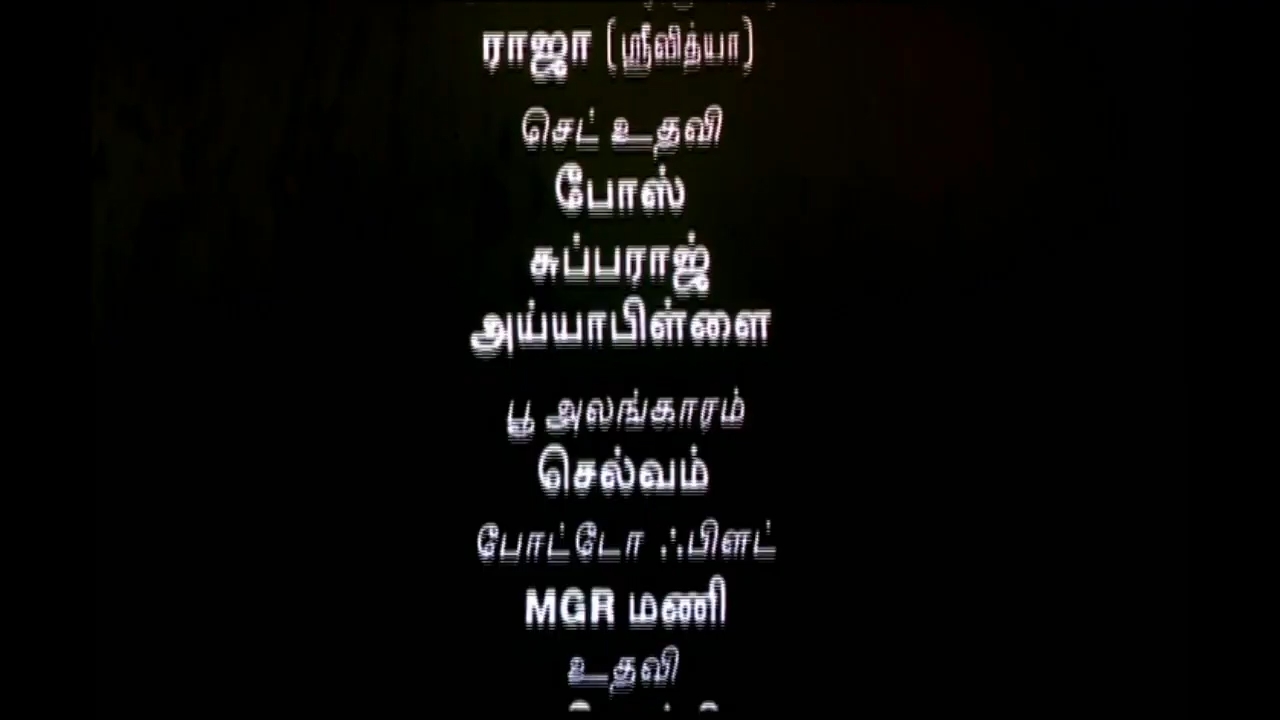 ராஜா (ஸ்ரீவித்யா)
செட் உதவி
போஸ்
சுப்பராஜ்
அய்யாபிள்ளை
பூ அலங்காரம்
செல்வம்
போட்டோ ஃபிளட்
MGR மணி
உதவி